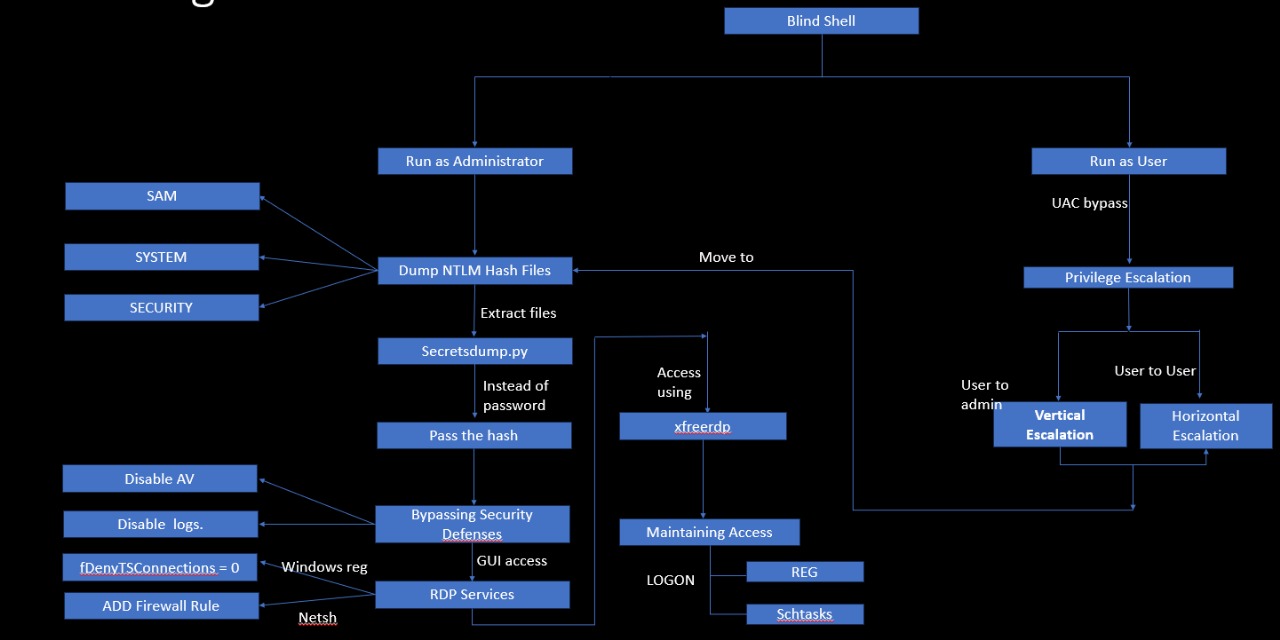 Blind Shell
Run as Administrator
Run as User
SAM
UAC bypass
SYSTEM
Dump NTLM Hash Files
Move to
Privilege Escalation
SECURITY
Extract files
Secretsdump.py
Instead of
password
Access
using
User to User
User to
admin
Pass the hash
xfreerdp
Vertical
Escalation
Horizontal
Escalation
Disable AV
Bypassing Security
Defenses
Disable logs.
Maintaining Access
GUI access
fDenyTSConnections = 0
Windows reg
LOGON
REG
RDP Services
ADD Firewall Rule
Netsh
Schtasks